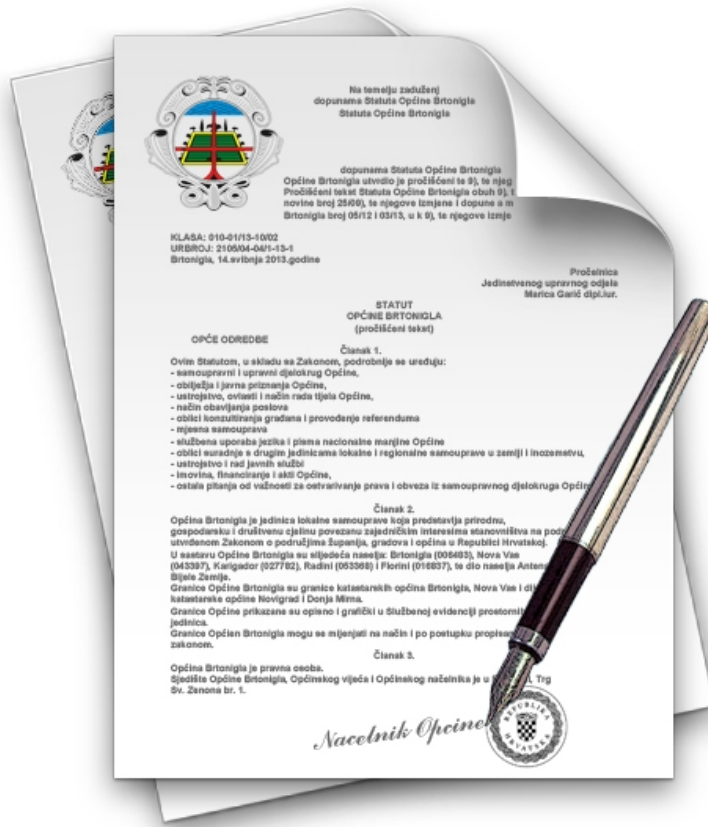 Na temelju zaduženj
dopunama Statuta Općine Brtonigla
Statuta Općine Brtonigla
dopunama Statuta Općine Brtonigla
Općine Brtonigla utvrdio je pročišćeni te 9), te njeg
Pročišćeni tekst Statuta Općine Brtonigla obuh 9), t
novine broj 25/09), te njegove izmjene i dopune a m
Brtonigla broj 05/12 i 03/13, u k 9), te njegove izmje
KLASA: 010-01/13-10/02
URBROJ: 2105/04-04/1-13-1
Brtonigla, 14.svibnja 2013.godine
Pročelnica
Jedinstvenog upravnog odjela
Marica Garić dipl.iur.
STATUT
OPĆINE BRTONIGLA
(pročišćeni tekst)
OPĆE ODREDBE
Članak 1.
Ovim Statutom, u skladu sa Zakonom, podrobnije se uređuju:
- samoupravni i upravni djelokrug Općine,
- obilježja i javna priznanja Općine,
- ustrojstvo, ovlasti i način rada tijela Općine,
- način obavljanja poslova
- oblici konzultiranja građana i provođenje referenduma
- mjesna samouprava
- službena uporaba jezika i pisma nacionalne manjine Općine
- oblici suradnje s drugim jedinicama lokalne i regionalne samouprave u zemlji i inozemstvu,
- ustrojstvo i rad javnih službi
- imovina, financiranje i akti Općine,
- ostala pitanja od važnosti za ostvarivanje prava i obveza iz samoupravnog djelokruga Općin
Članak 2.
Općina Brtonigla je jedinica lokalne samouprave koja predstavlja prirodnu,
gospodarsku i društvenu cjelinu povezanu zajedničkim interesima stanovništva na podr
utvrđenom Zakonom o područjima županija, gradova i općina u Republici Hrvatskoj.
U sastavu Općine Brtonigla su slijedeća naselja: Brtonigla (006483), Nova Vas
(043397), Karigador (027782), Radini (053368) i Fiorini (016837), te dio naselja Antena
Bijele Zemlje.
Granice Općine Brtonigla su granice katastarskih općina Brtonigla, Nova Vas i di
katastarske općine Novigrad i Donja Mirna.
Granice Općine prikazane su opisno i grafički u Službenoj evidenciji prostornih
jedinica.
Granice Općien Brtonigla mogu se mijenjati na način i po postupku propisan
zakonom.
Članak 3.
Općina Brtonigla je pravna osoba.
Sjedište Općine Brtonigla, Općinskog vijeća i Općinskog načelnika je u Trg
Sv. Zenona br. 1.
Nacelnik Opcine
REPUBLIKA
HRVATSKA